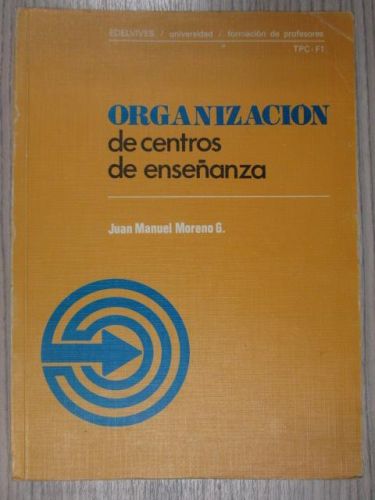 EDELVIVES / universidad / formación de profesores
TPC - F1
ORGANIZACION
de centros
de enseñanza
Juan Manuel Moreno G.